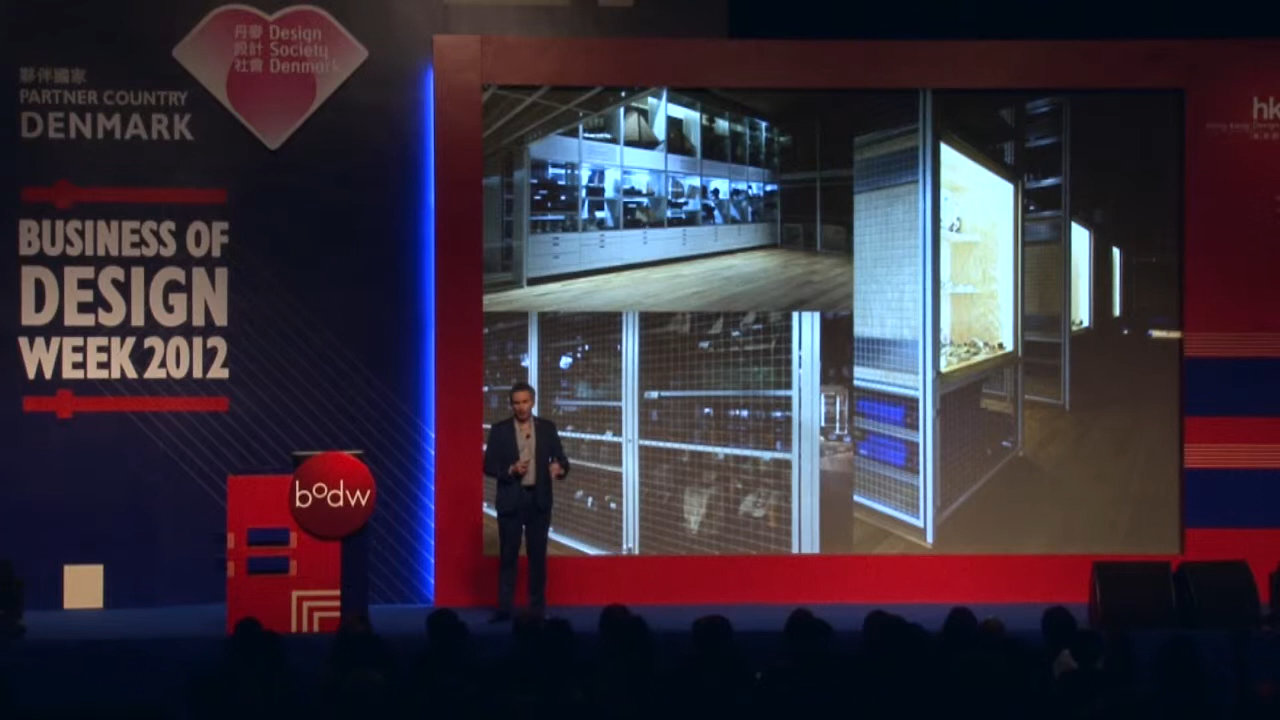 丹麥 Design
設計 Society
社會 Denmark
夥伴國家
PARTNER COUNTRY
DENMARK
BUSINESS OF
DESIGN
WEEK 2012
bodw
hk